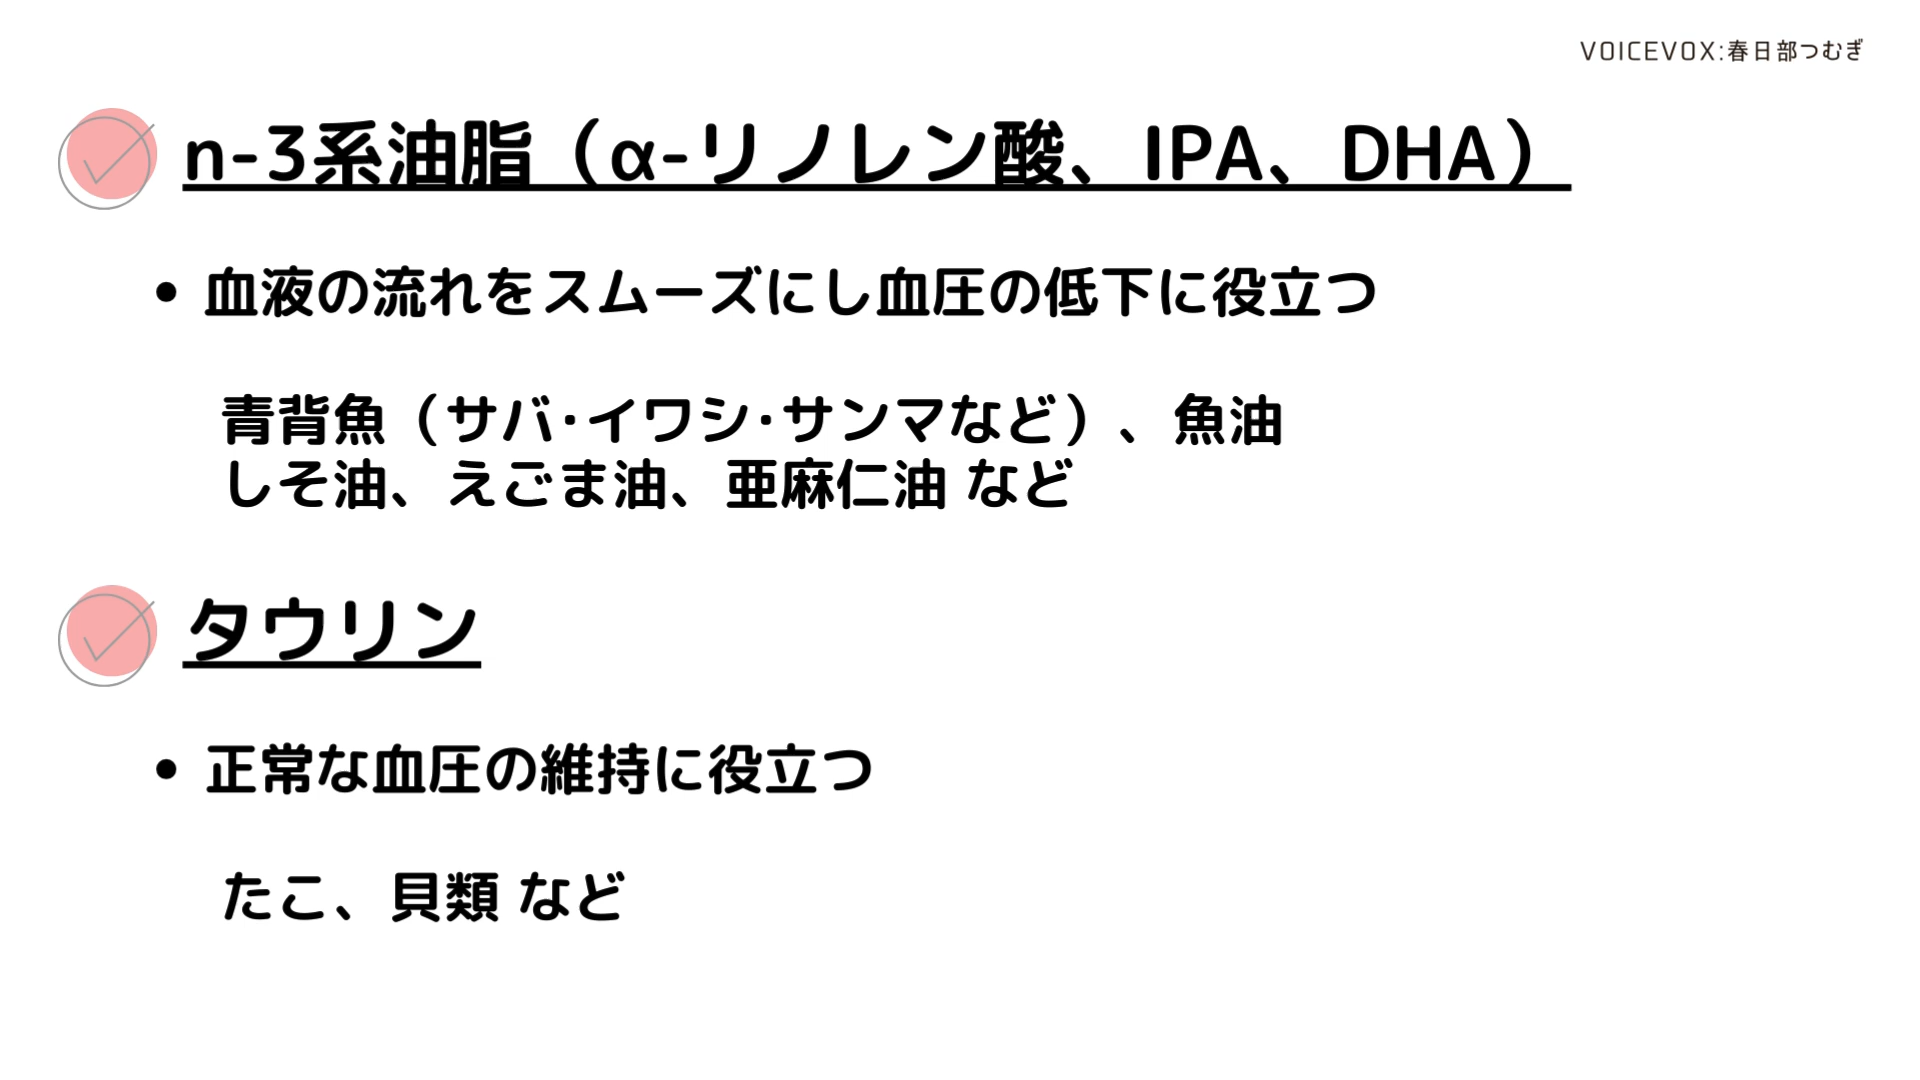 VOICEVOX:春日部つむぎ
n-3系油脂（α-リノレン酸、IPA、DHA）
• 血液の流れをスムーズにし血圧の低下に役立つ
青背魚（サバ･イワシ･サンマなど）、魚油
しそ油、えごま油、亜麻仁油 など
タウリン
• 正常な血圧の維持に役立つ
たこ、貝類 など